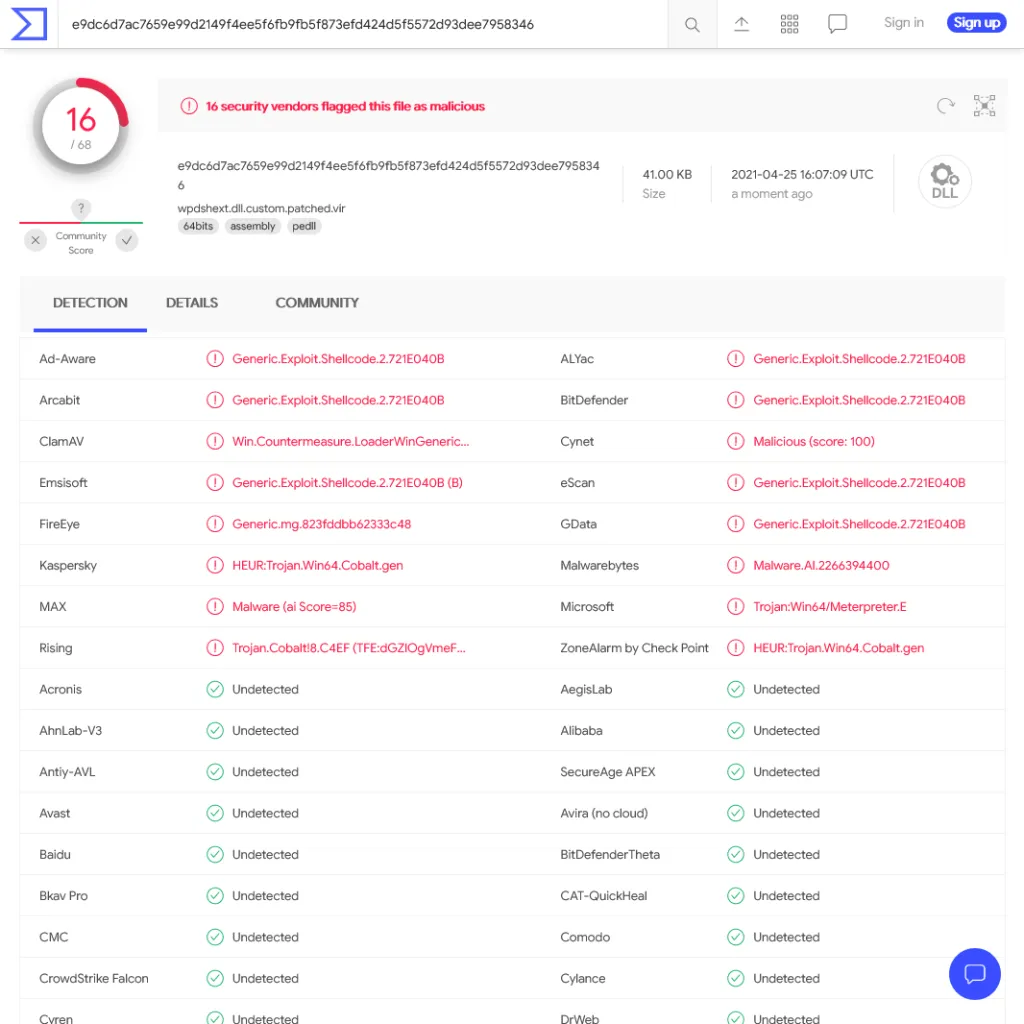 e9dc6d7ac7659e99d2149f4ee5f6fb9fb5f873efd424d5f5572d93dee7958346
Sign in
Sign up
16
/ 68
16 security vendors flagged this file as malicious
e9dc6d7ac7659e99d2149f4ee5f6fb9fb5f873efd424d5f5572d93dee795834
6
wpdshext.dll.custom.patched.vir
64bits assembly pedll
41.00 KB
Size
2021-04-25 16:07:09 UTC
a moment ago
DLL
?
Community
Score
DETECTION DETAILS COMMUNITY
Ad-Aware Generic.Exploit.Shellcode.2.721E040B ALYac Generic.Exploit.Shellcode.2.721E040B
Arcabit Generic.Exploit.Shellcode.2.721E040B BitDefender Generic.Exploit.Shellcode.2.721E040B
ClamAV Win.Countermeasure.LoaderWinGeneric... Cynet Malicious (score: 100)
Emsisoft Generic.Exploit.Shellcode.2.721E040B (B) eScan Generic.Exploit.Shellcode.2.721E040B
FireEye Generic.mg.823fddbb62333c48 GData Generic.Exploit.Shellcode.2.721E040B
Kaspersky HEUR:Trojan.Win64.Cobalt.gen Malwarebytes Malware.AI.2266394400
MAX Malware (ai Score=85) Microsoft Trojan:Win64/Meterpreter.E
Rising Trojan.Cobalt!8.C4EF (TFE:dGZlOgVmeF... ZoneAlarm by Check Point HEUR:Trojan.Win64.Cobalt.gen
Acronis Undetected AegisLab Undetected
AhnLab-V3 Undetected Alibaba Undetected
Antiy-AVL Undetected SecureAge APEX Undetected
Avast Undetected Avira (no cloud) Undetected
Baidu Undetected BitDefenderTheta Undetected
Bkav Pro Undetected CAT-QuickHeal Undetected
CMC Undetected Comodo Undetected
CrowdStrike Falcon Undetected Cylance Undetected
Cyren Undetected DrWeb Undetected